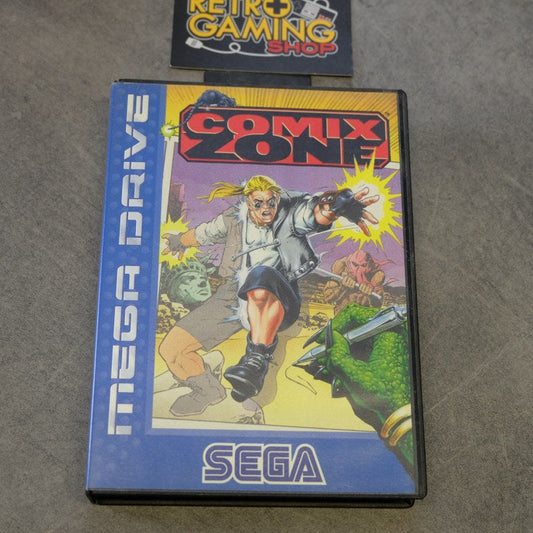 RETRO
GAMING
SHOP
COMIX
ZONE
MEGA DRIVE
SEGA